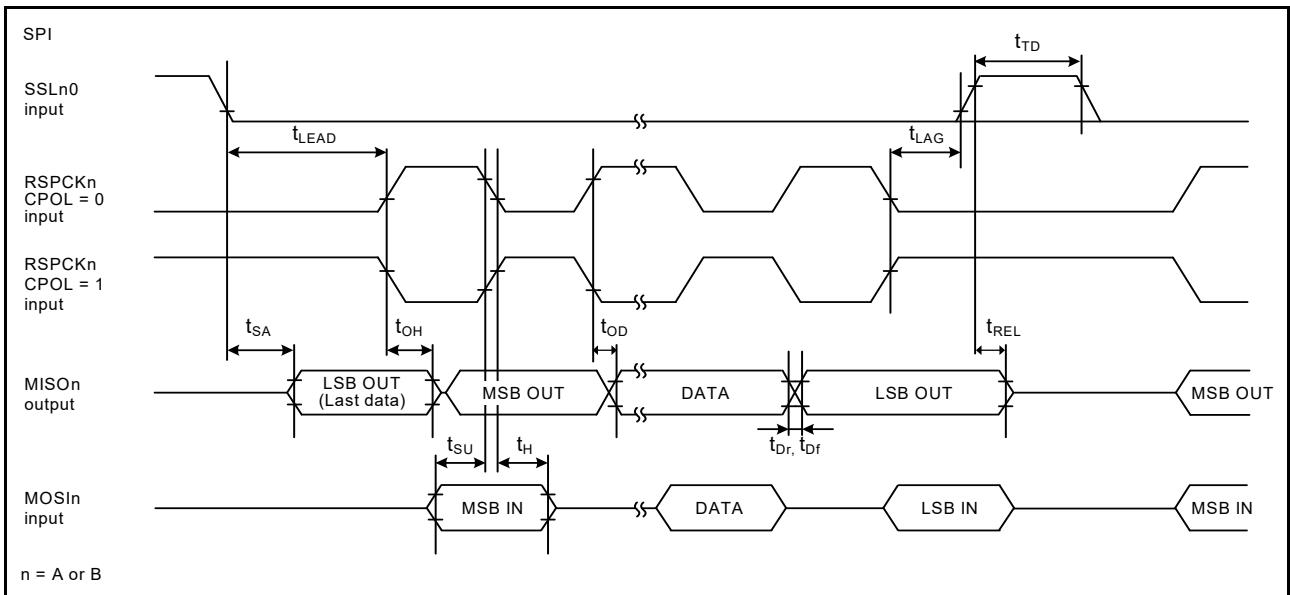 SPI
tTD
SSLn0
input
tLEAD
tLAG
RSPCKn
CPOL = 0
input
RSPCKn
CPOL = 1
input
tSA
tOH
tOD
tREL
MISOn
output
LSB OUT
(Last data)
MSB OUT
DATA
LSB OUT
MSB OUT
tSU
tH
tDr, tDf
MOSIn
input
MSB IN
DATA
LSB IN
MSB IN
n = A or B